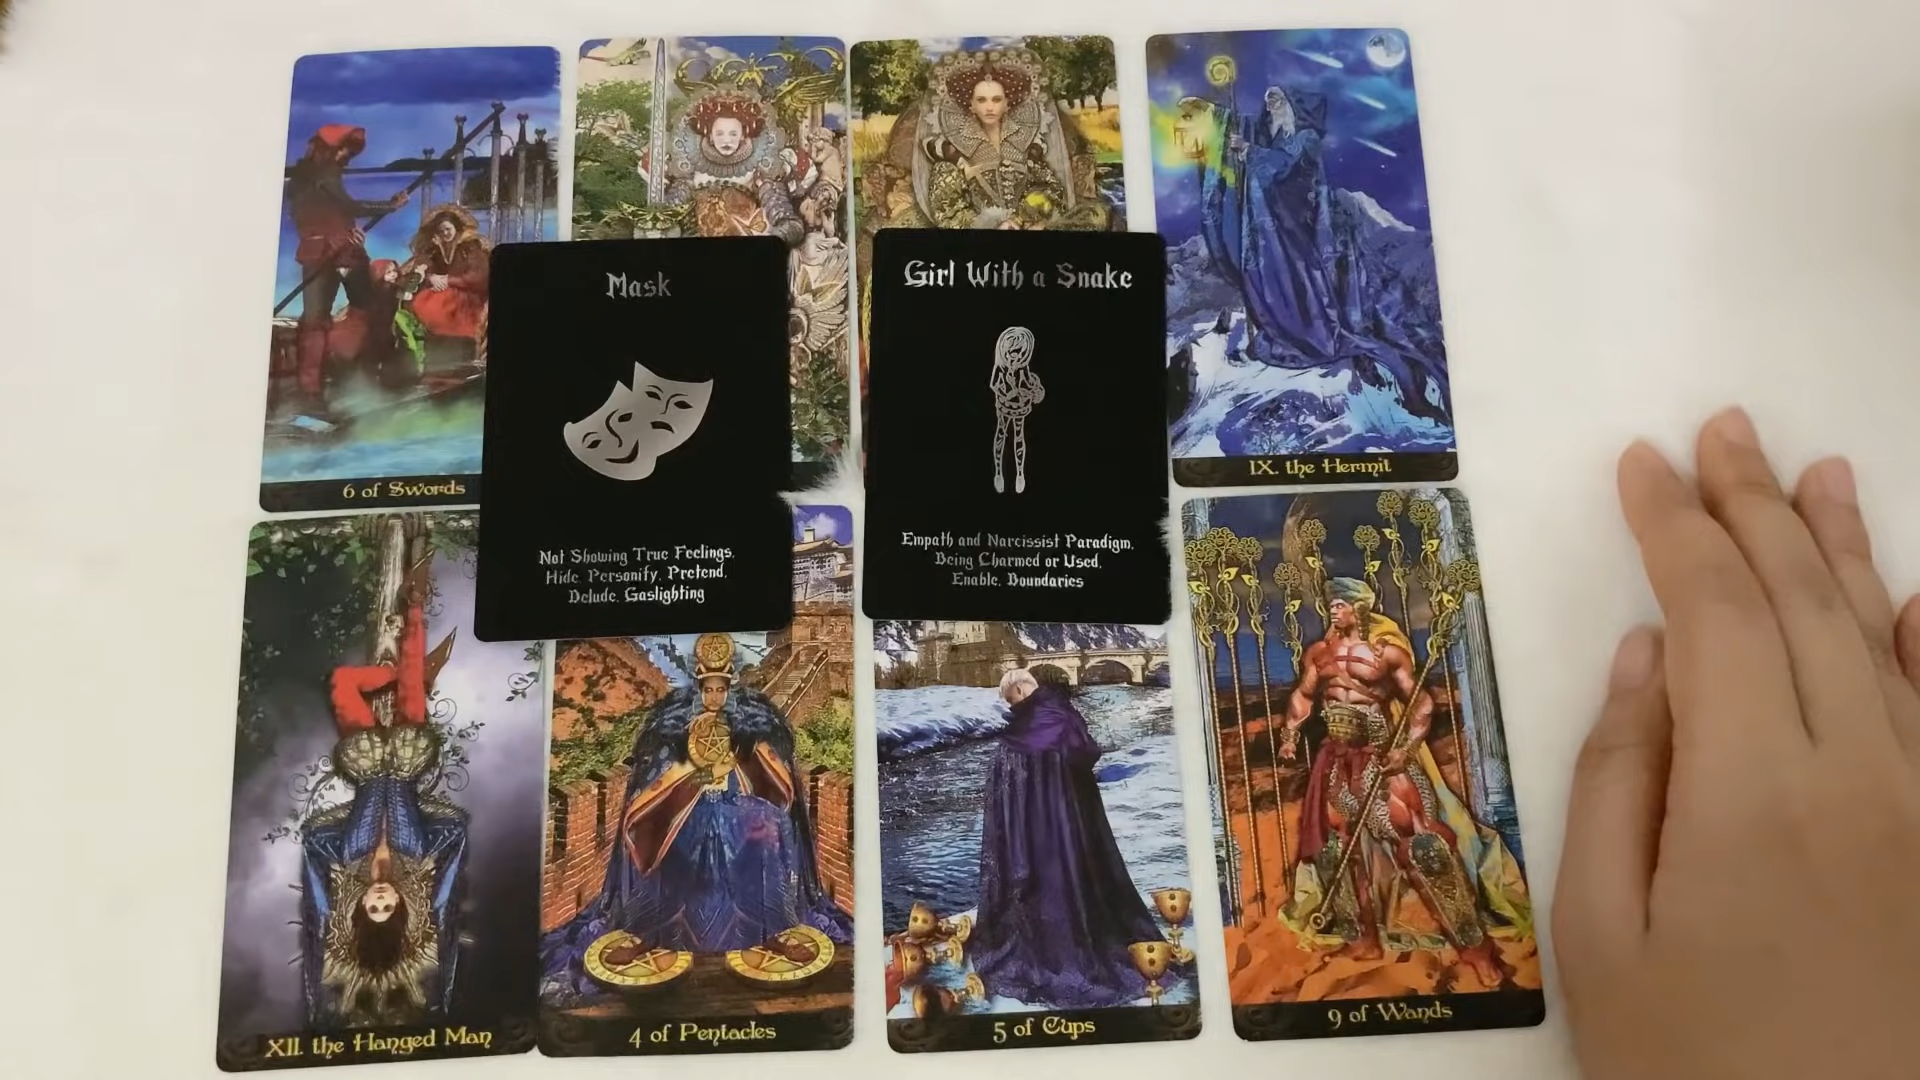 Mask
Not Showing True Feelings.
Hide. Personify. Pretend.
Delude. Gaslighting
Girl With a Snake
Empath and Narcissist Paradigm.
Being Charmed or Used.
Enable. Boundaries
6 of Swords
IX. the Hermit
XII. the Hanged Man
4 of Pentacles
5 of Cups
9 of Wands